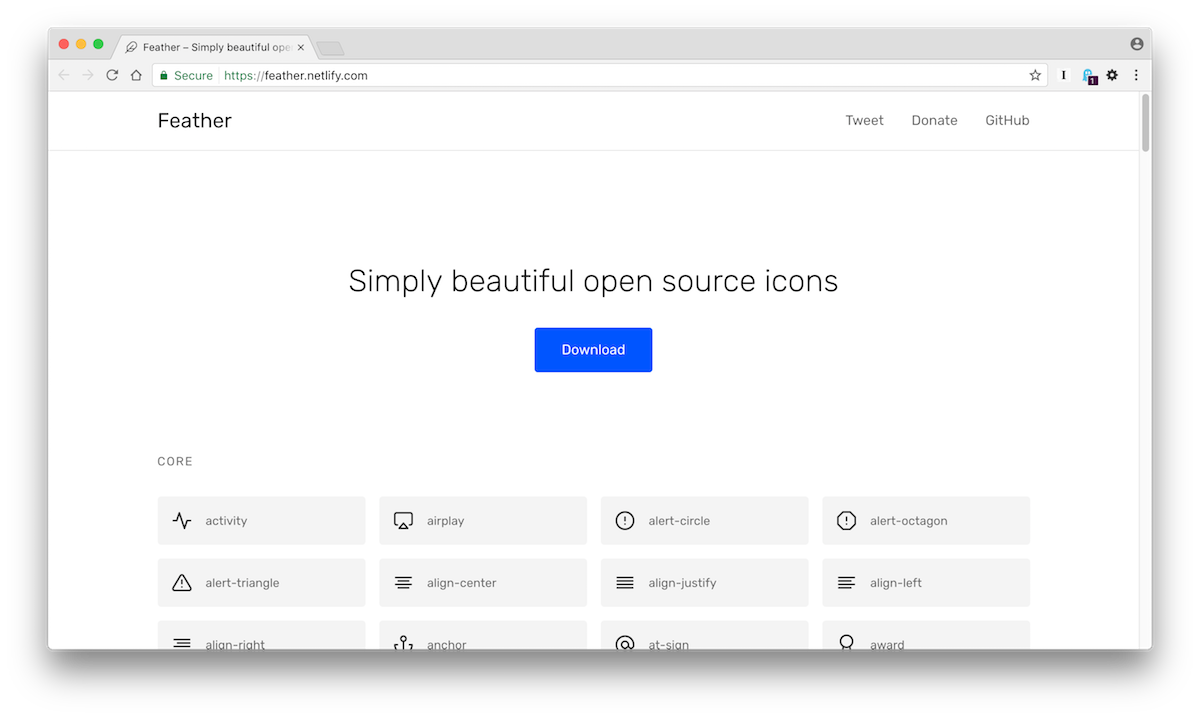 Feather – Simply beautiful ope
Secure https://feather.netlify.com
I
1
Feather Tweet Donate GitHub
Simply beautiful open source icons
Download
CORE
activity airplay alert-circle alert-octagon
alert-triangle align-center align-justify align-left
align-right anchor at-sign award